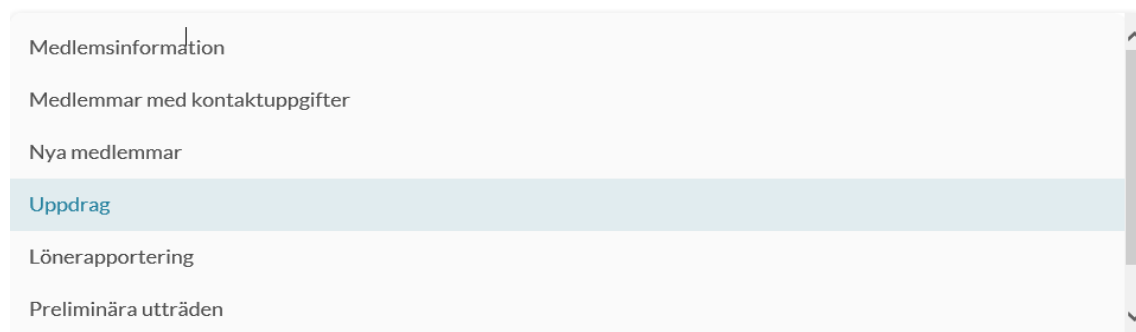 Medlemsinformation
Medlemmar med kontaktuppgifter
Nya medlemmar
Uppdrag
Lönerapportering
Preliminära utträden